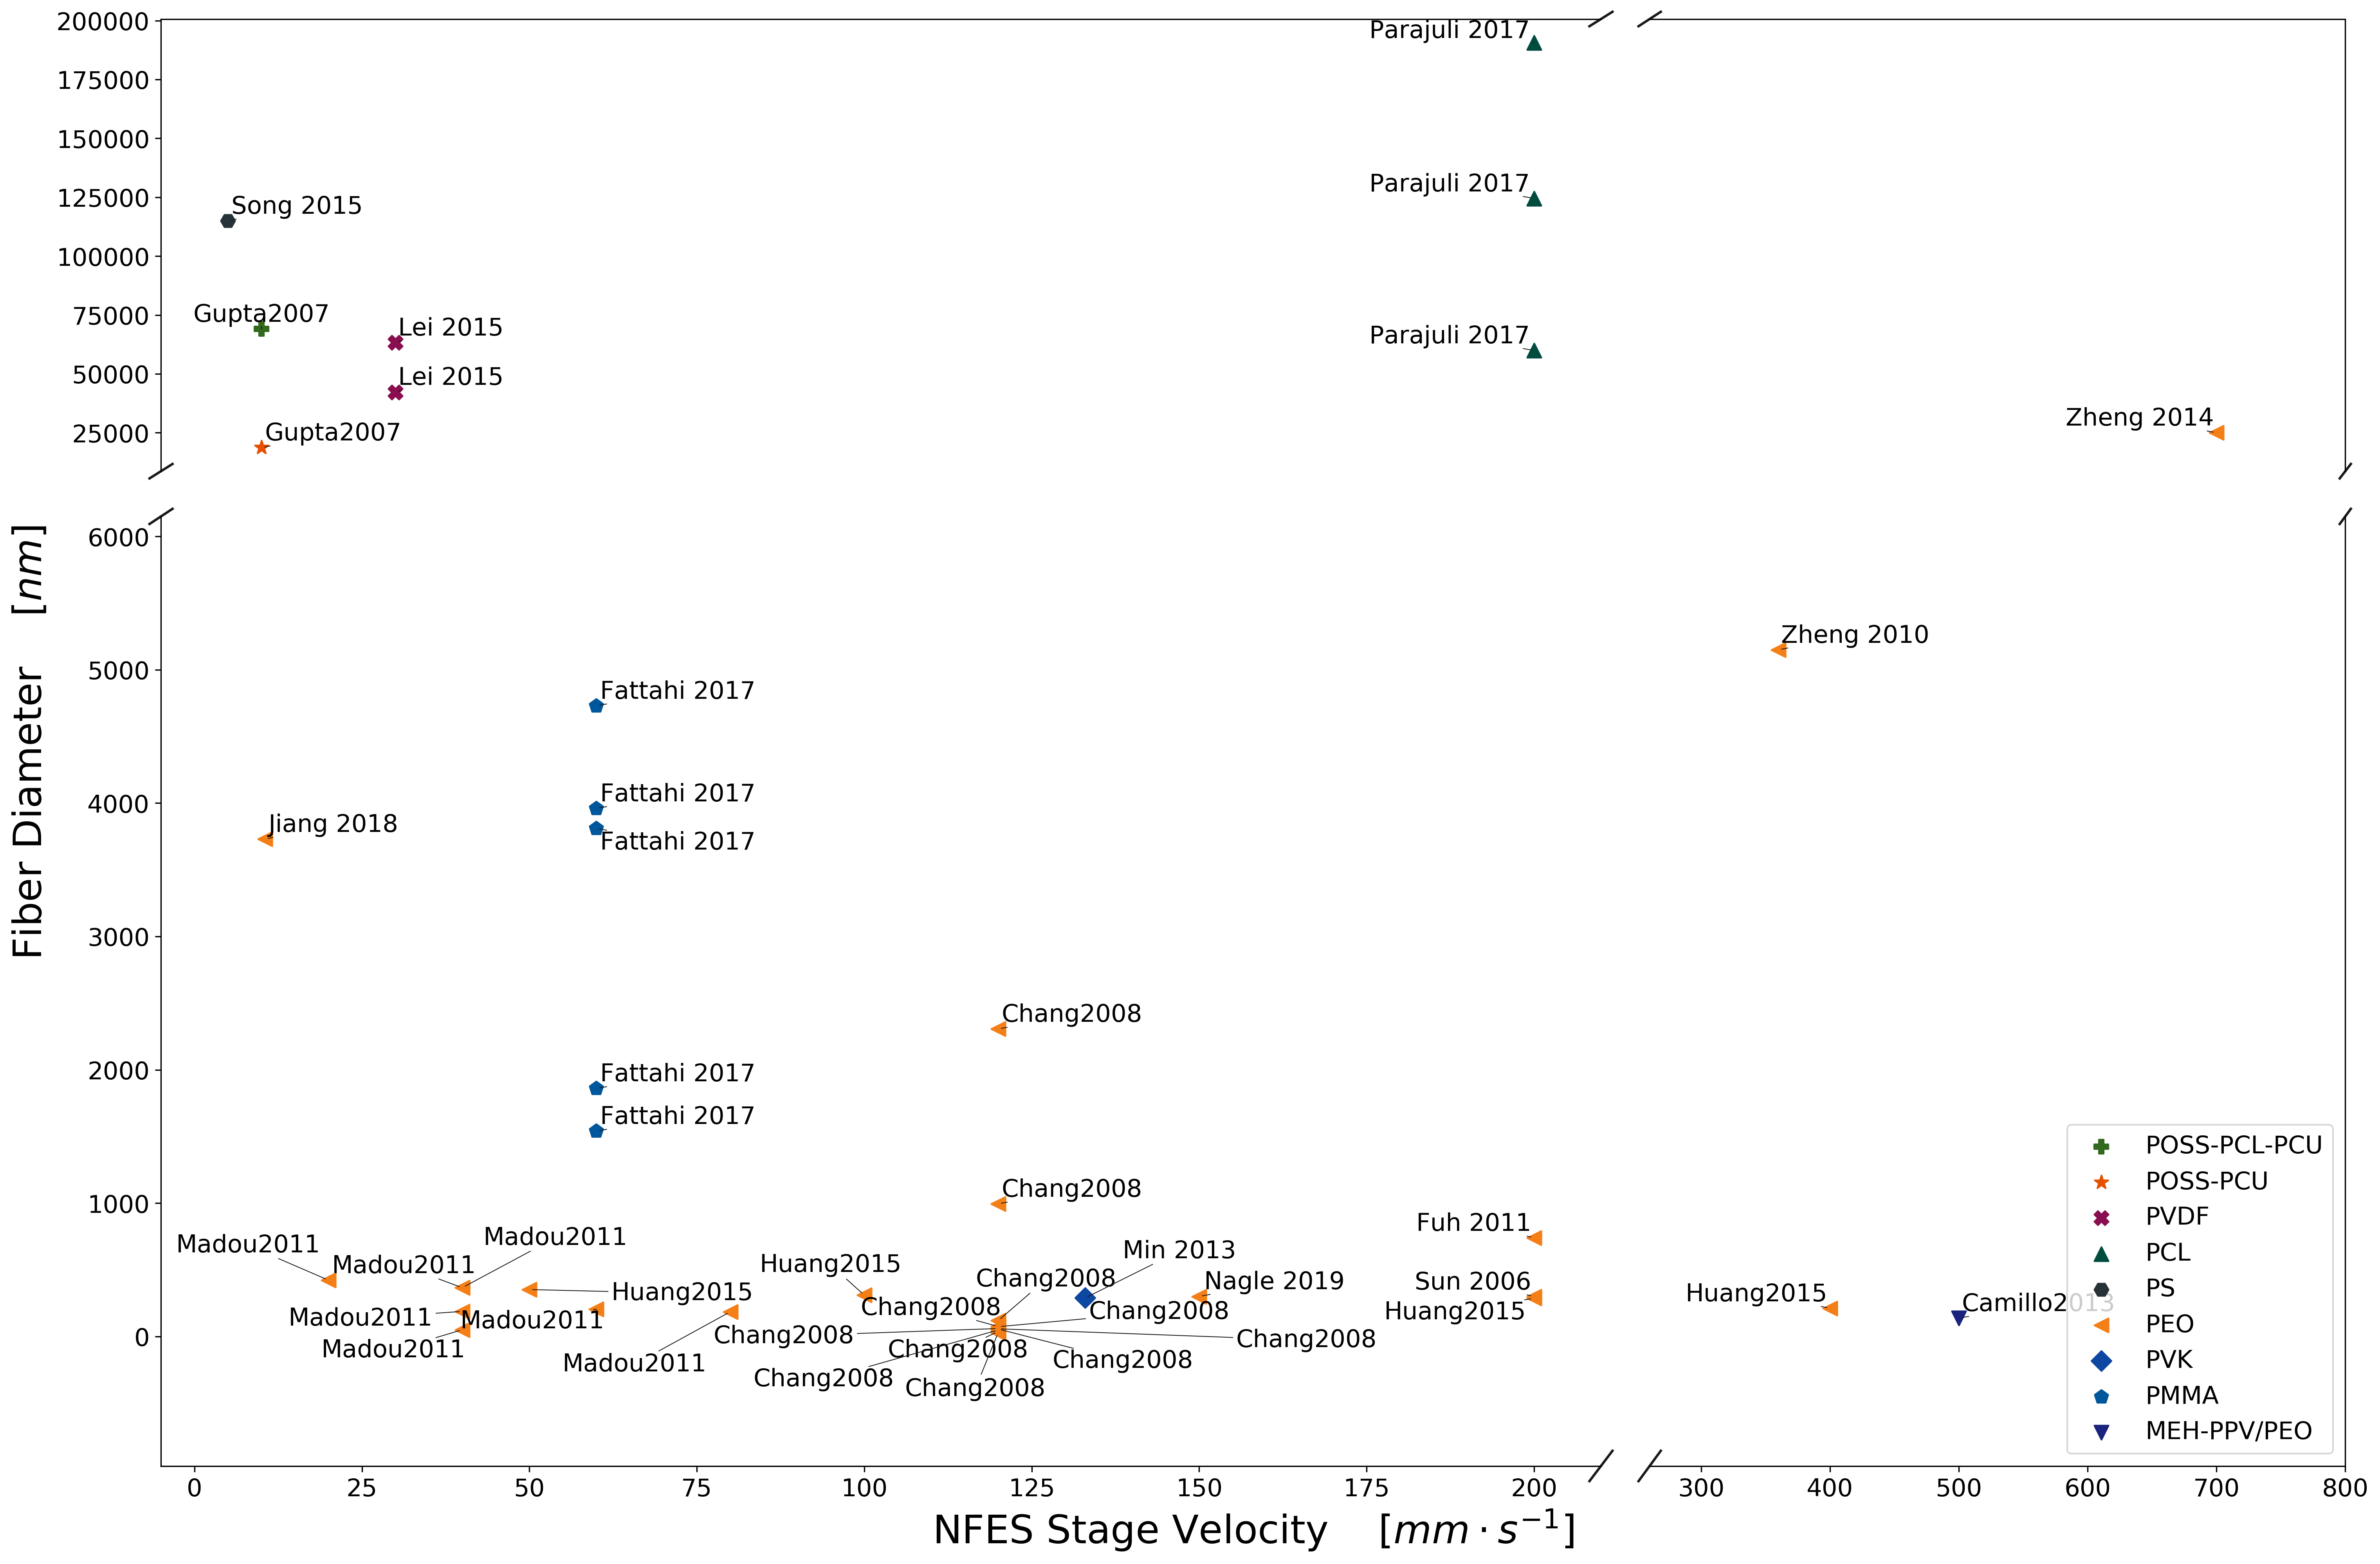 200000
Parajuli 2017
175000
150000
125000
Parajuli 2017
Song 2015
100000
75000
Gupta2007
Lei 2015
Parajuli 2017
50000
Lei 2015
Zheng 2014
25000
Gupta2007
Fiber Diameter [nm]
6000
Zheng 2010
5000
Fattahi 2017
4000
Fattahi 2017
Jiang 2018
Fattahi 2017
3000
Chang2008
2000
Fattahi 2017
Fattahi 2017
1000
Chang2008
Fuh 2011
Madou2011
Madou2011
Madou2011
Huang2015
Min 2013
Chang2008
Nagle 2019
Sun 2006
Huang2015
Huang2015
Camillo2013
Madou2011
Madou2011
Chang2008
Chang2008
Huang2015
0
Madou2011
Madou2011
Chang2008
Chang2008
Chang2008
Chang2008
Chang2008
Chang2008
POSS-PCL-PCU
POSS-PCU
PVDF
PCL
PS
PEO
PVK
PMMA
MEH-PPV/PEO
0 25 50 75 100 125 150 175 200 300 400 500 600 700 800
NFES Stage Velocity [mm · s⁻¹]